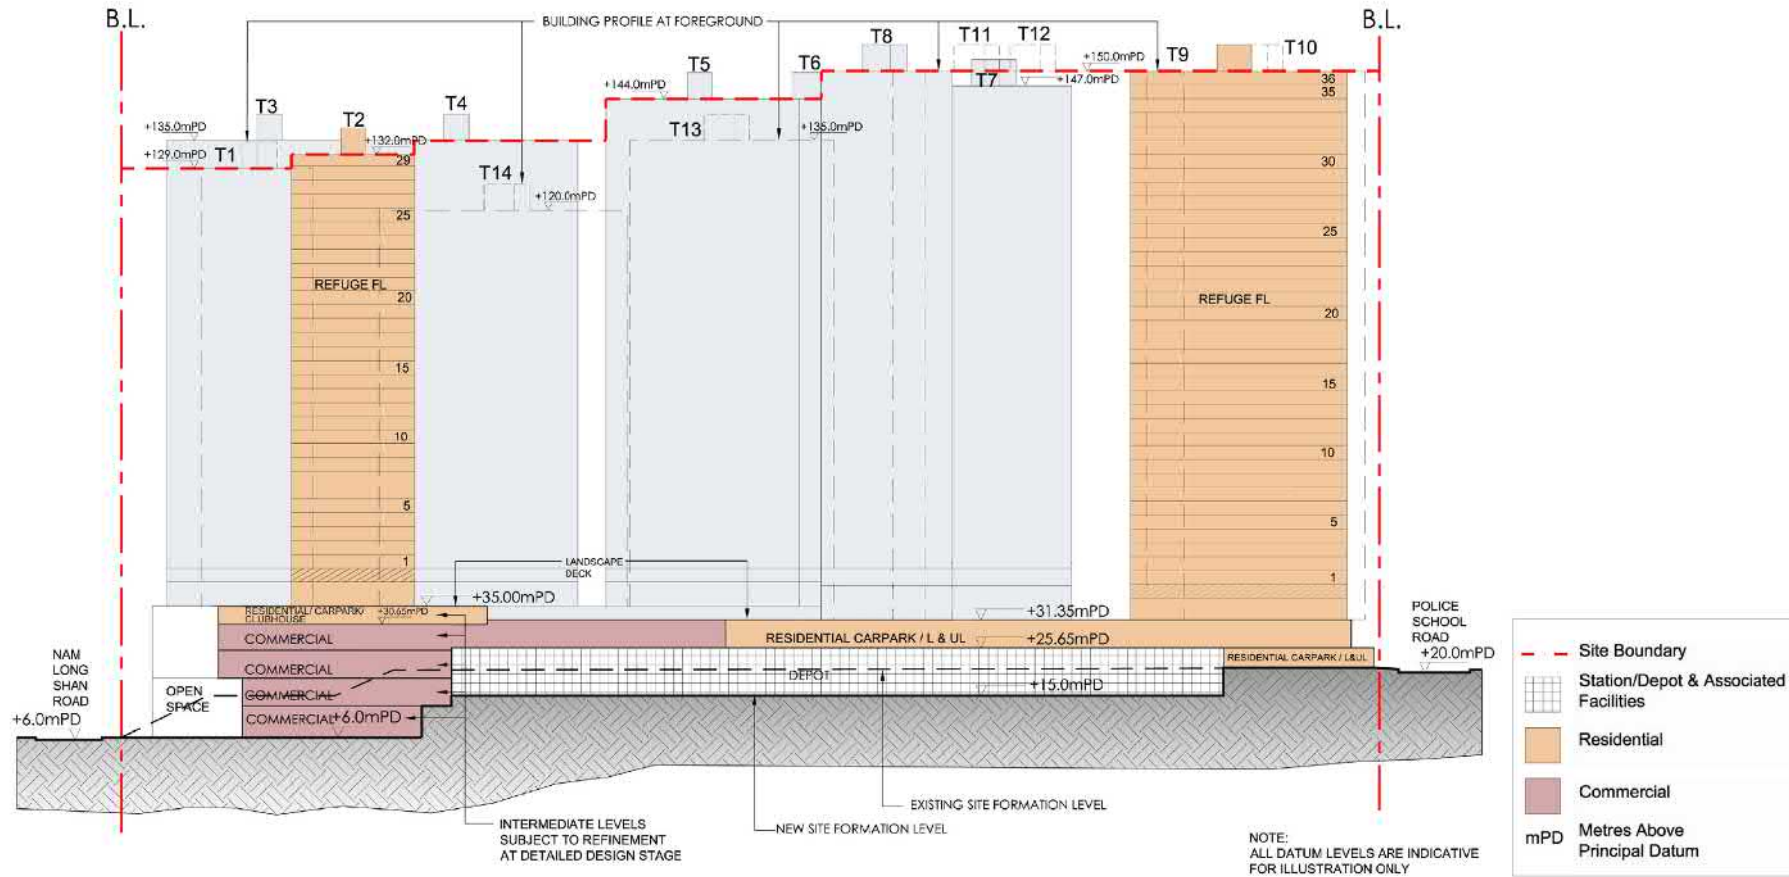 B.L.
B.L.
BUILDING PROFILE AT FOREGROUND
T8
T11
T12
T9
T10
+150.0mPD
T5
T6
T7
+147.0mPD
36
35
+144.0mPD
T3
T2
T4
T13
+135.0mPD
+135.0mPD
+132.0mPD
+129.0mPD
T1
29
30
T14
+120.0mPD
25
25
REFUGE FL
20
REFUGE FL
20
15
15
10
10
5
5
1
1
LANDSCAPE
DECK
+35.00mPD
RESIDENTIAL/ CARPARK/
CLUBHOUSE
+30.65mPD
+31.35mPD
COMMERCIAL
RESIDENTIAL CARPARK / L & UL
+25.65mPD
POLICE
SCHOOL
ROAD
+20.0mPD
RESIDENTIAL CARPARK / L&UL
COMMERCIAL
DEPOT
+15.0mPD
NAM
LONG
SHAN
ROAD
+6.0mPD
OPEN
SPACE
COMMERCIAL
COMMERCIAL
+6.0mPD
EXISTING SITE FORMATION LEVEL
NEW SITE FORMATION LEVEL
INTERMEDIATE LEVELS
SUBJECT TO REFINEMENT
AT DETAILED DESIGN STAGE
NOTE:
ALL DATUM LEVELS ARE INDICATIVE
FOR ILLUSTRATION ONLY
Site Boundary
Station/Depot & Associated
Facilities
Residential
Commercial
mPD
Metres Above
Principal Datum